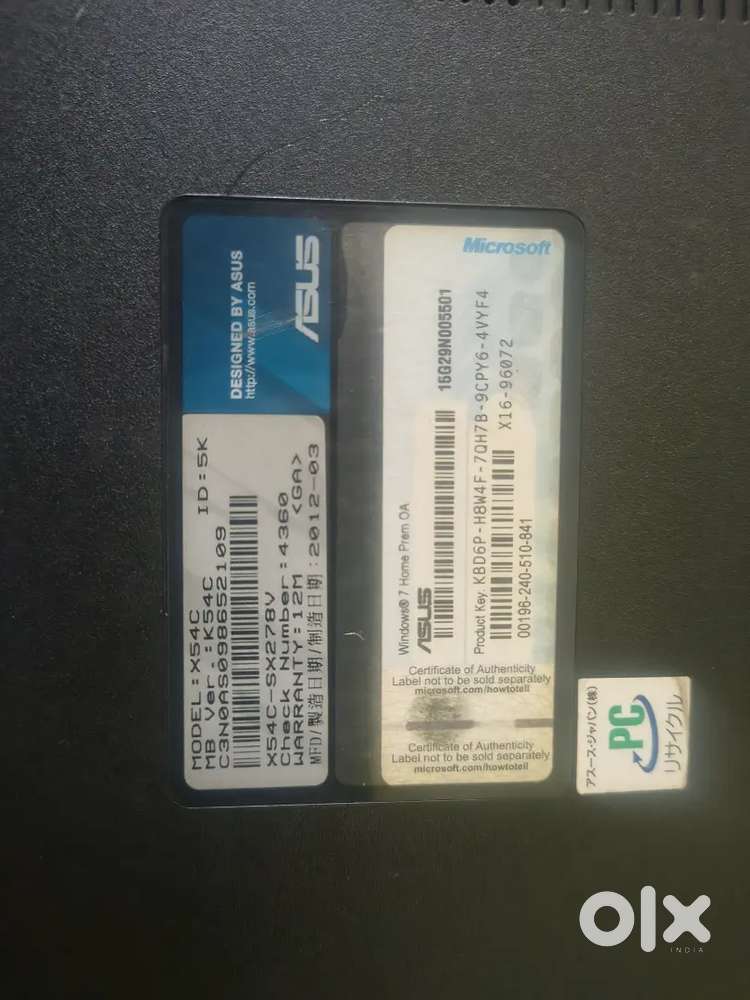 DESIGNED BY ASUS
http://www.asus.com
ASUS
MODEL:X54C ID:5K
MB Ver.:K54C
C3N0AS098652109
X54C-SX278V
Check Number:4360
WARRANTY:12M <GA>
MFD/製造日期/制造日期:2012-03
Microsoft
Windows® 7 Home Prem OA
ASUS
15G29N005501
Product Key: KBD6P-H8W4F-7QH7B-9CPY6-4VYF4
X16-96072
00196-240-510-841
Certificate of Authenticity
Label not to be sold separately
microsoft.com/howtotell
Certificate of Authenticity
Label not to be sold separately
microsoft.com/howtotell
アスース・ジャパン(株)
PC
リサイクル
olx
INDIA